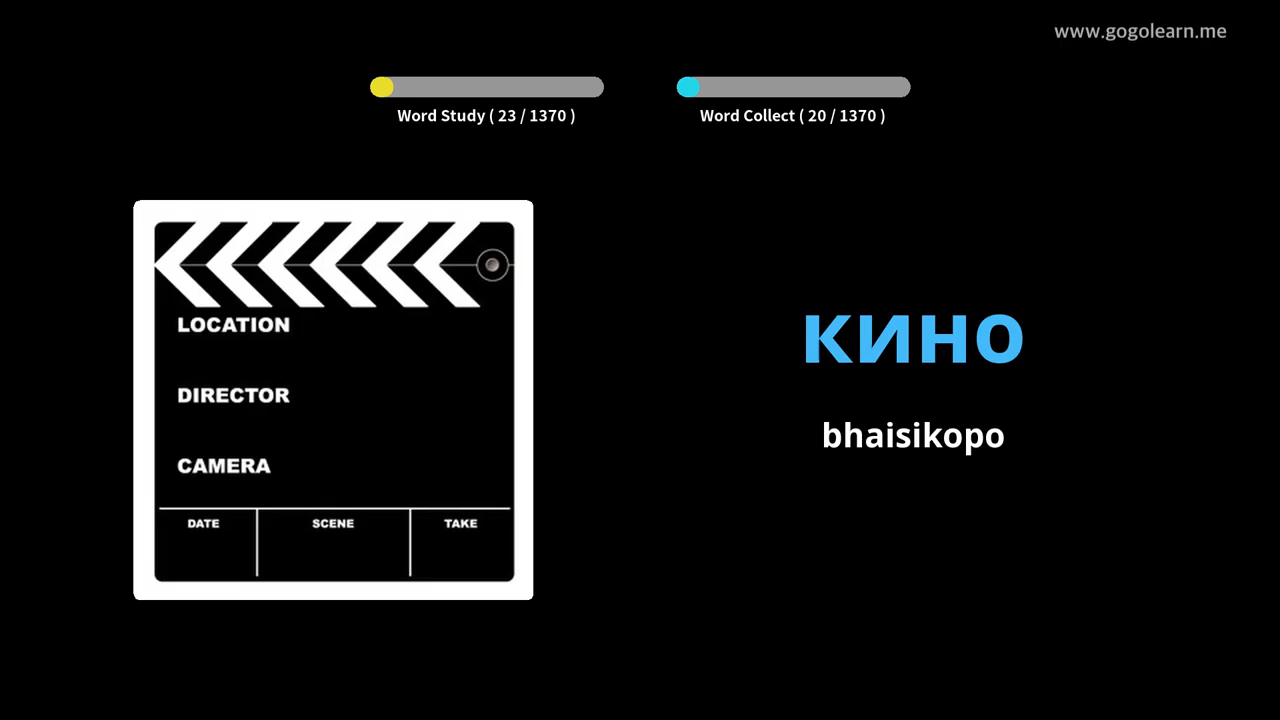 www.gogolearn.me
Word Study ( 23 / 1370 )
Word Collect ( 20 / 1370 )
LOCATION
DIRECTOR
CAMERA
DATE
SCENE
TAKE
кино
bhaisikopo